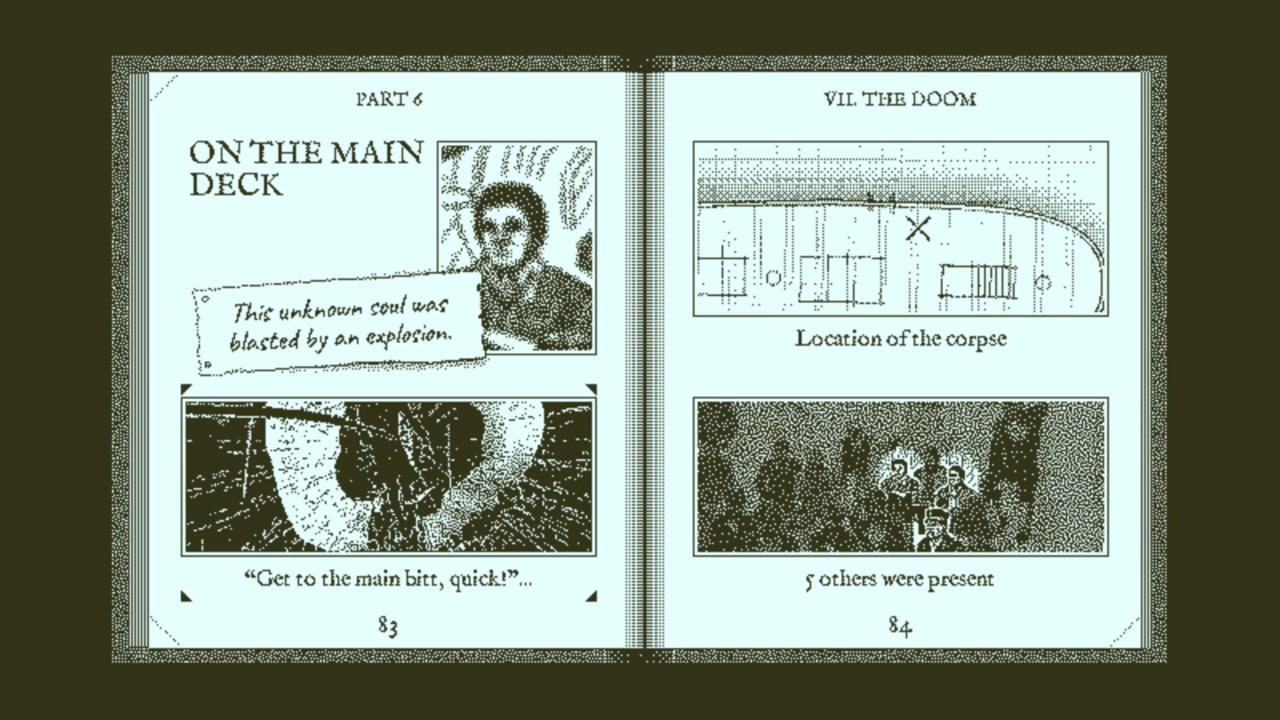 PART 6
ON THE MAIN
DECK
This unknown soul was
blasted by an explosion.
“Get to the main bitt, quick!”...
83
VII. THE DOOM
Location of the corpse
5 others were present
84